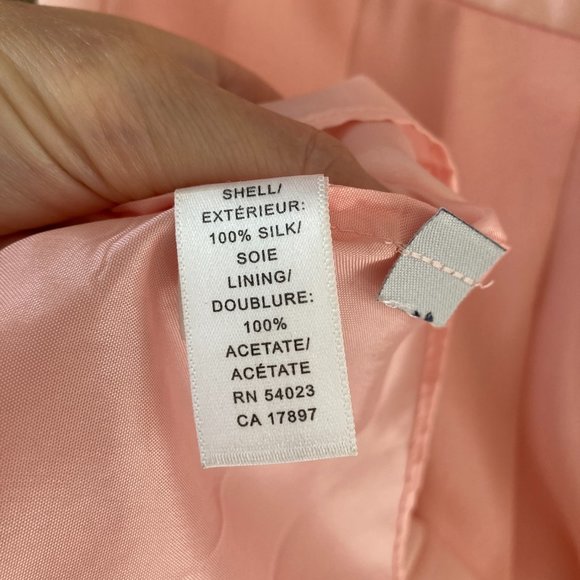 SHELL/
EXTÉRIEUR:
100% SILK/
SOIE
LINING/
DOUBLURE:
100%
ACETATE/
ACÉTATE
RN 54023
CA 17897